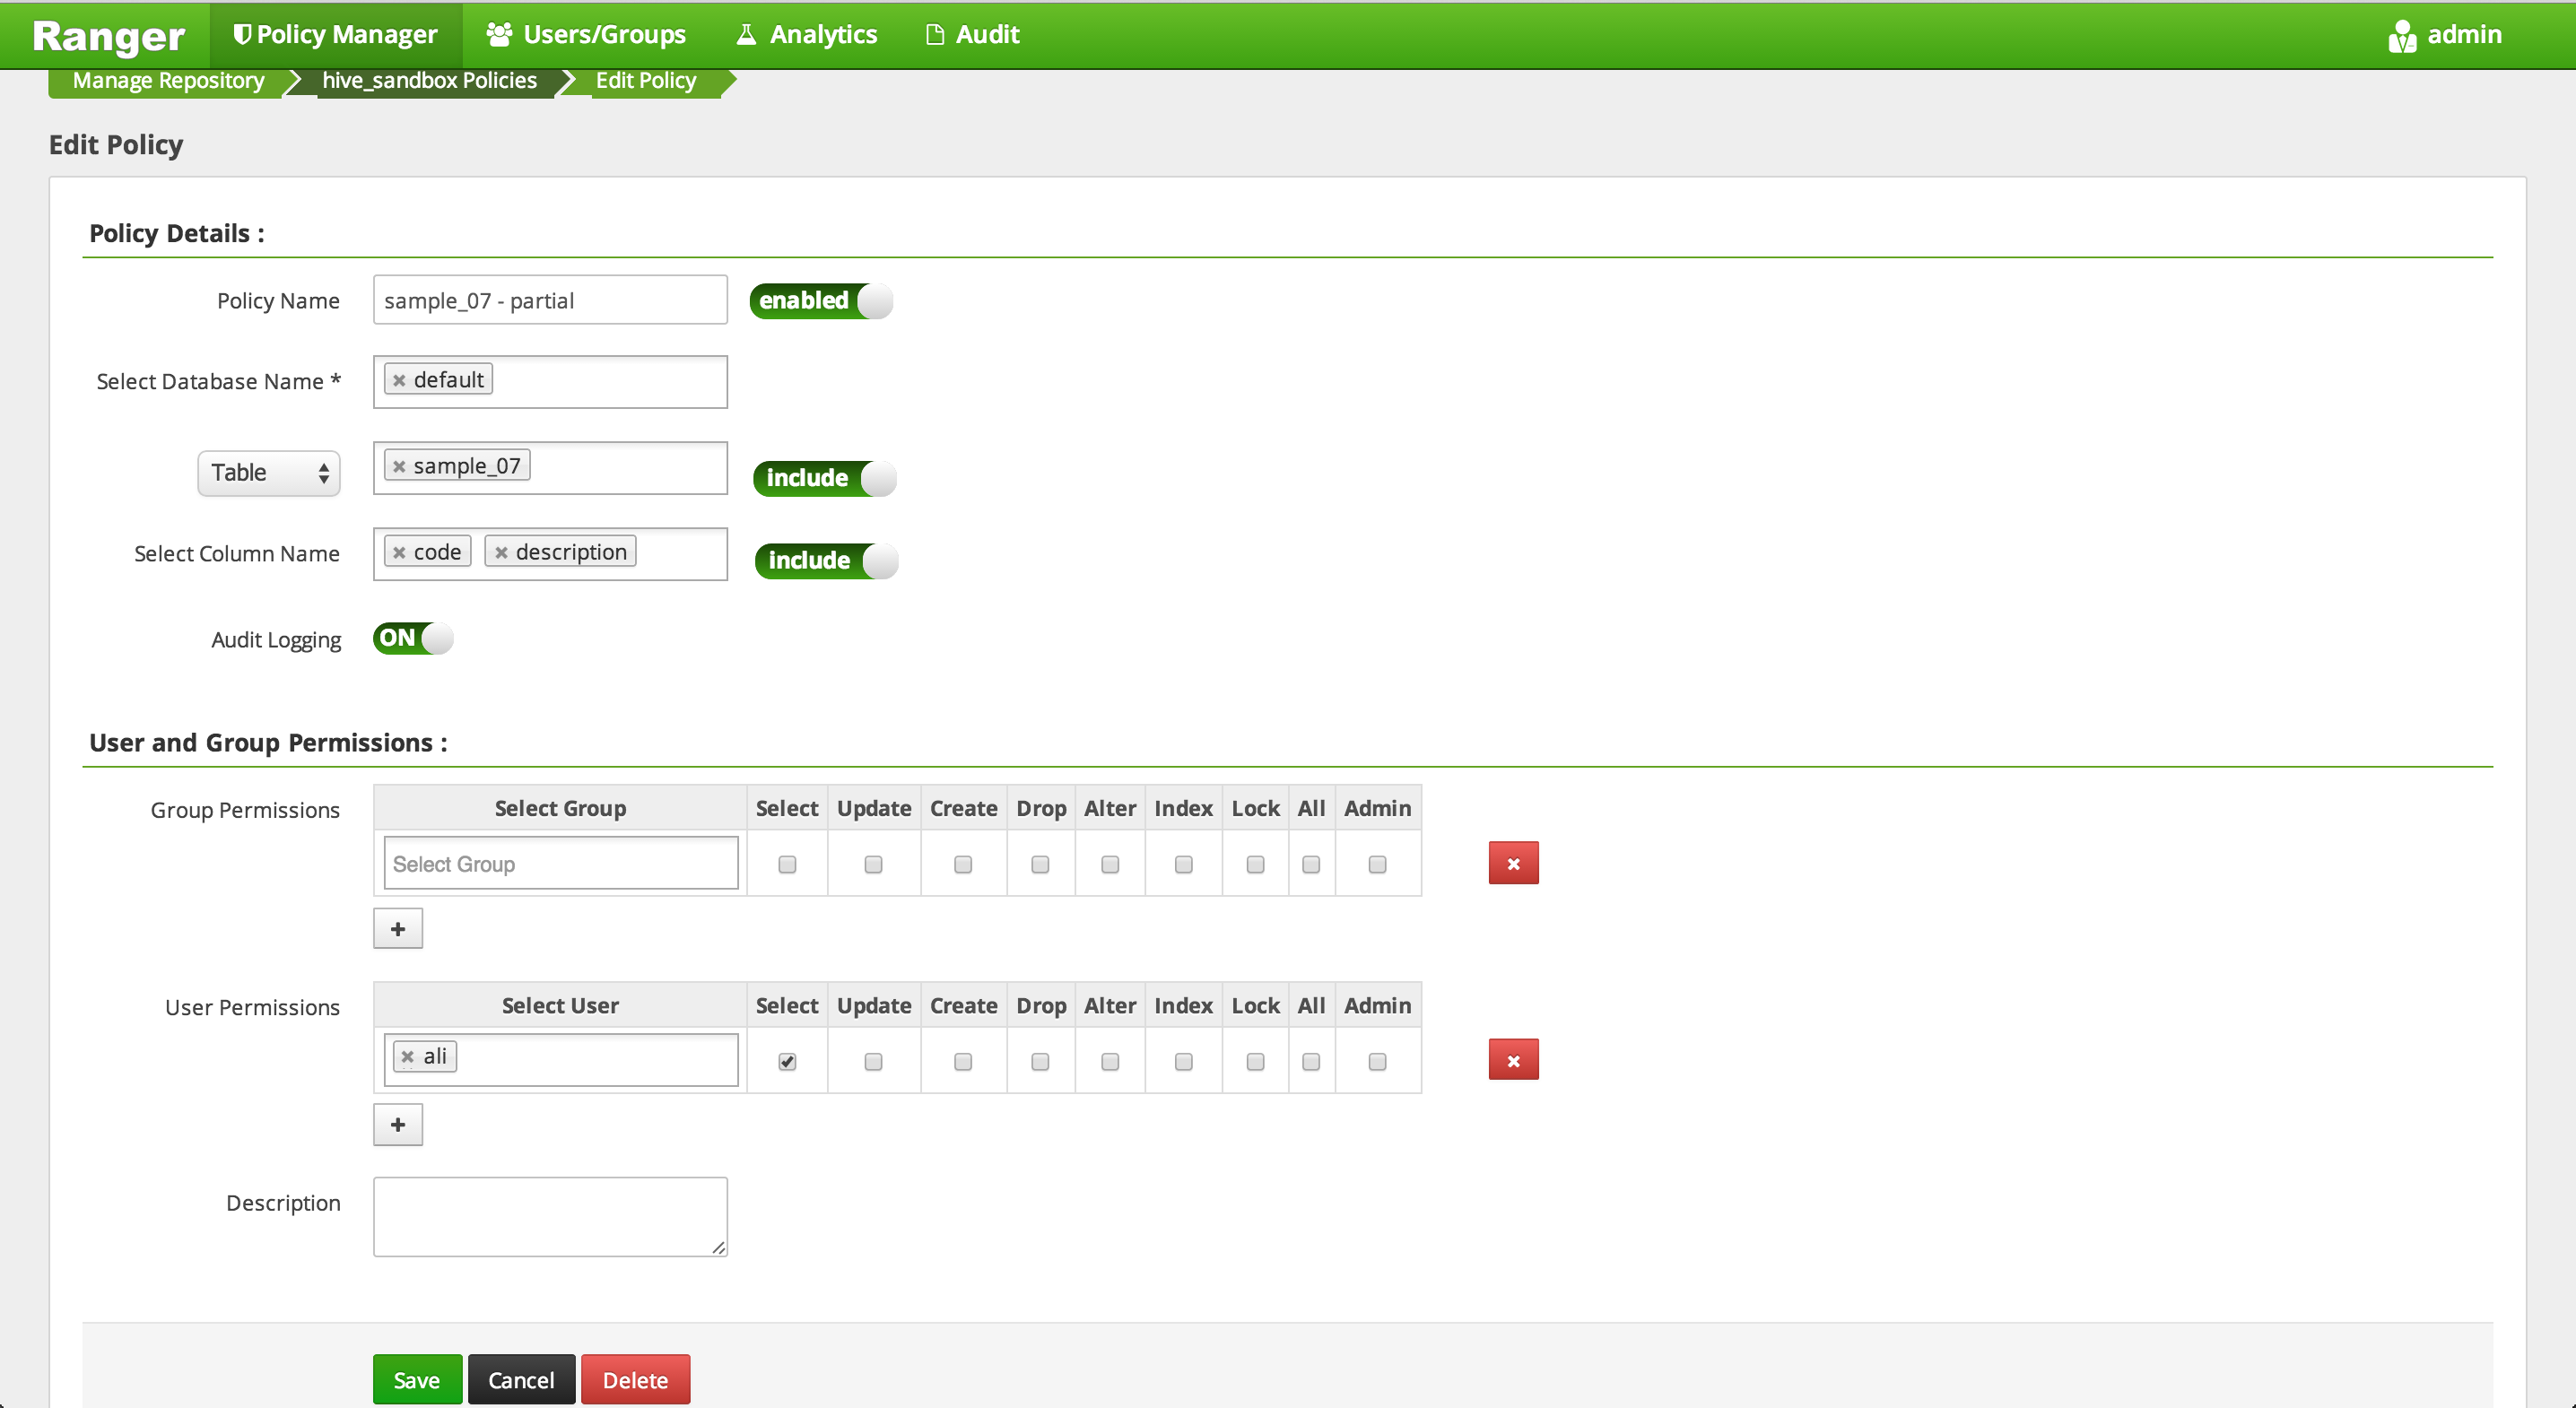 Ranger Policy Manager Users/Groups Analytics Audit admin
Manage Repository hive_sandbox Policies Edit Policy
Edit Policy
Policy Details :
Policy Name sample_07 - partial enabled
Select Database Name * default
Table sample_07 include
Select Column Name code description include
Audit Logging ON
User and Group Permissions :
Group Permissions Select Group Select Update Create Drop Alter Index Lock All Admin
Select Group
+
User Permissions Select User Select Update Create Drop Alter Index Lock All Admin
ali
+
Description
Save Cancel Delete